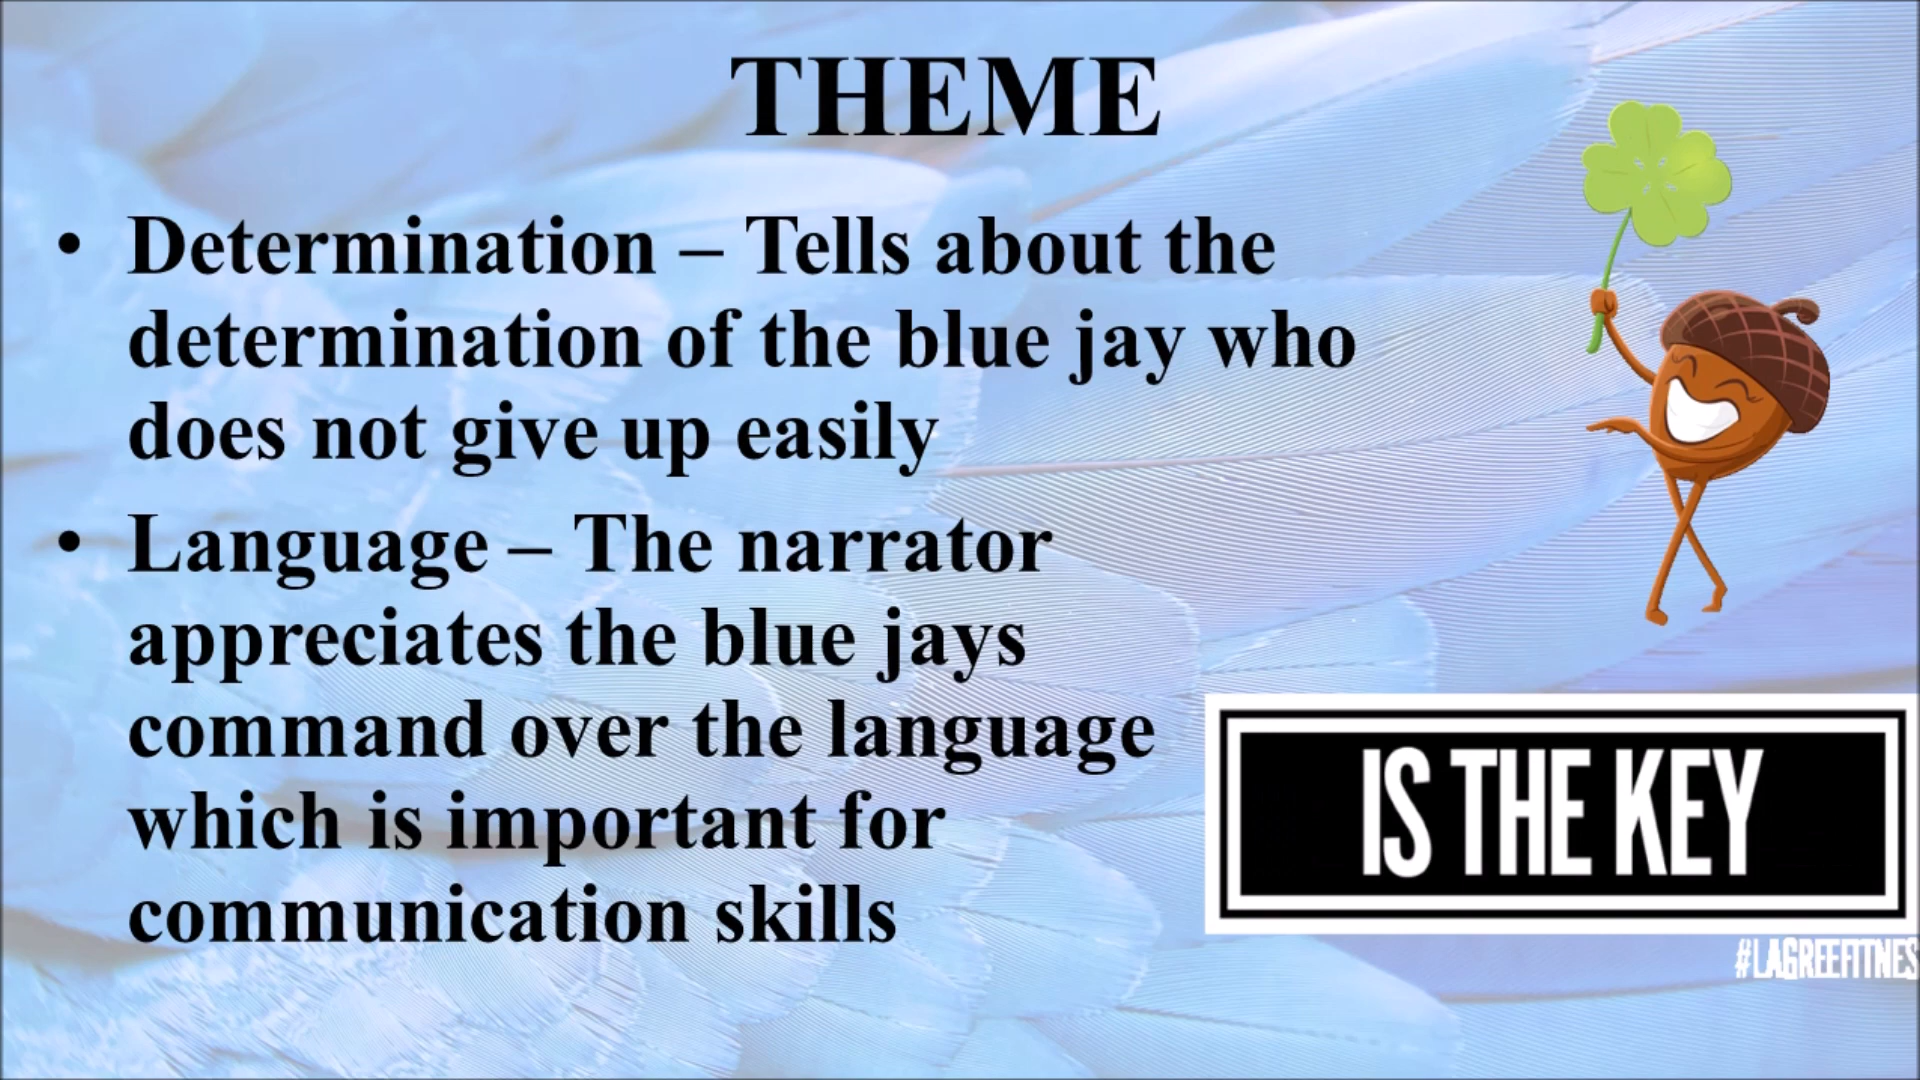 THEME
• Determination – Tells about the
determination of the blue jay who
does not give up easily
• Language – The narrator
appreciates the blue jays
command over the language
which is important for
communication skills
IS THE KEY
#LAGREEFITNES